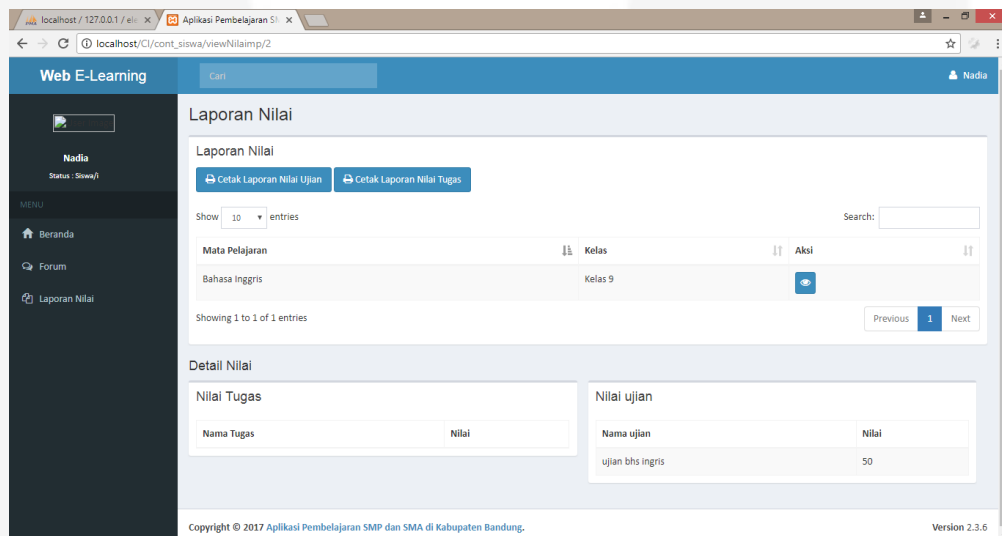 localhost / 127.0.0.1 / ele
Aplikasi Pembelajaran SM
localhost/CI/cont_siswa/viewNilaimp/2
Web E-Learning
Cari
Nadia
Nadia
Status : Siswa/i
MENU
Beranda
Forum
Laporan Nilai
Laporan Nilai
Laporan Nilai
Cetak Laporan Nilai Ujian
Cetak Laporan Nilai Tugas
Show 10 entries
Search:
Mata Pelajaran Kelas Aksi
Bahasa Inggris Kelas 9
Showing 1 to 1 of 1 entries
Previous 1 Next
Detail Nilai
Nilai Tugas
Nama Tugas Nilai
Nilai ujian
Nama ujian Nilai
ujian bhs ingris 50
Copyright © 2017 Aplikasi Pembelajaran SMP dan SMA di Kabupaten Bandung.
Version 2.3.6